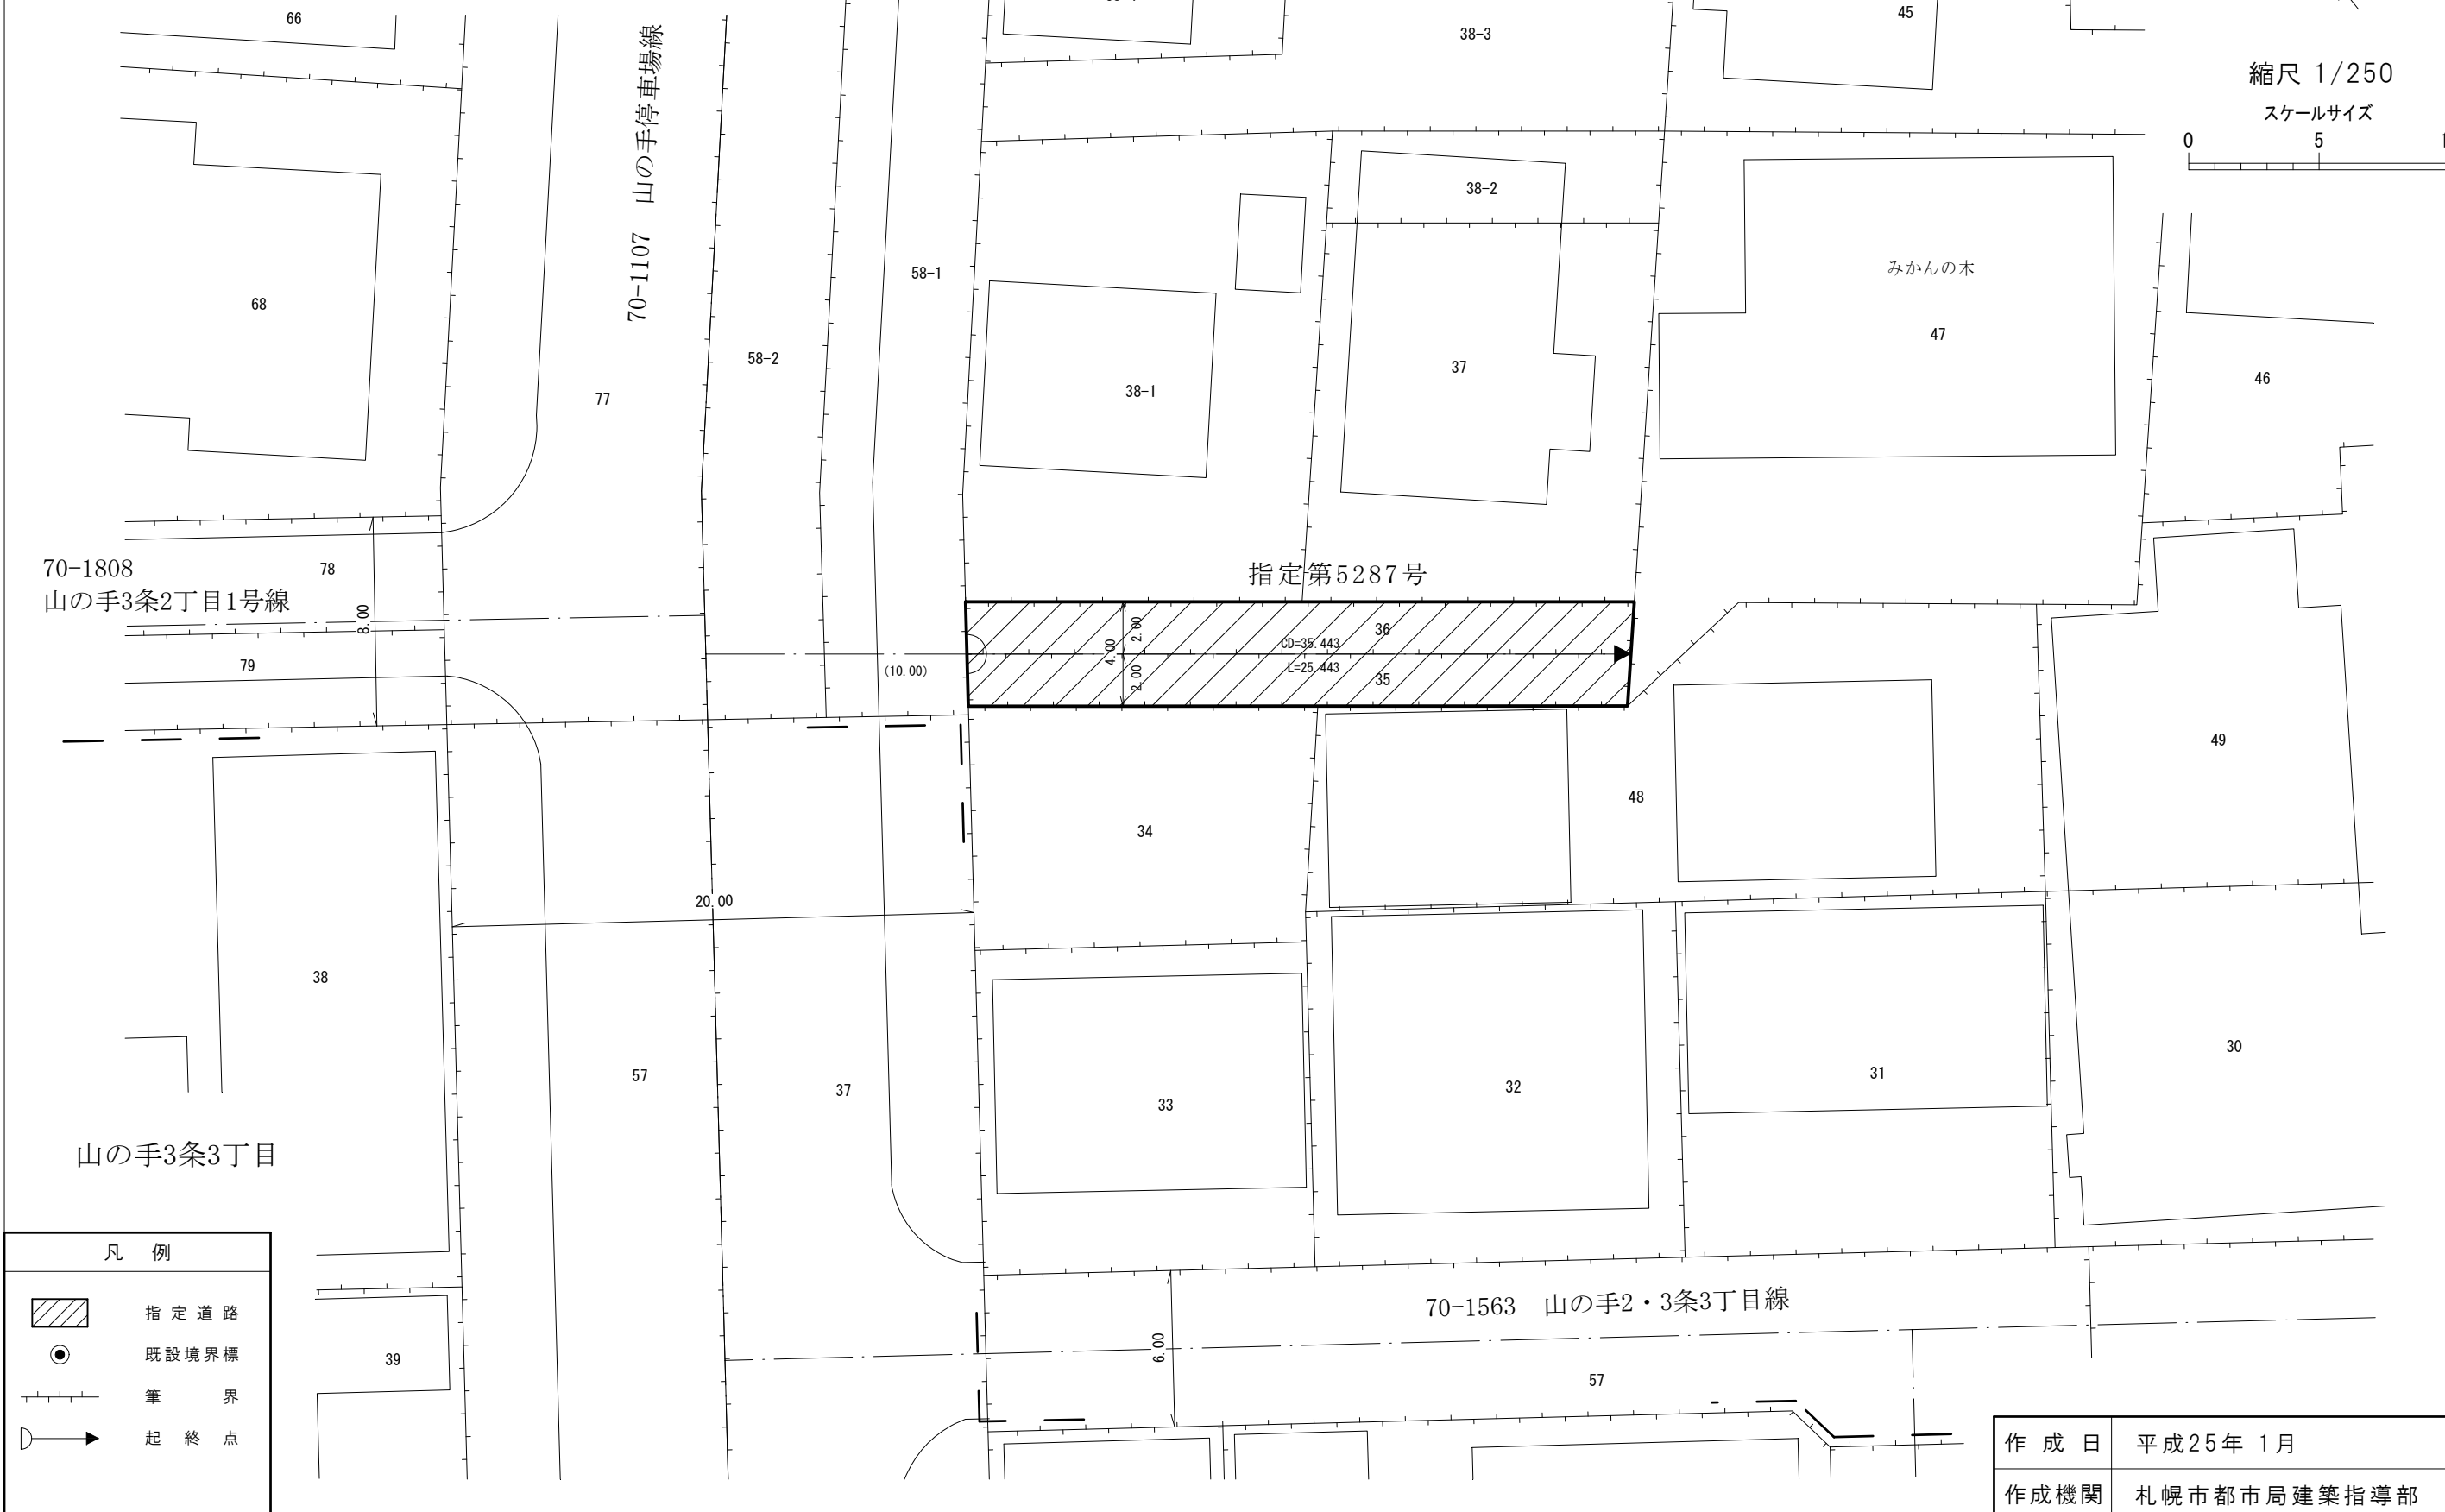 66
45
38-3
縮尺 1/250
スケールサイズ
0 5
70-1107 山の手停車場線
38-2
みかんの木
58-1
68
47
58-2
37
46
77
38-1
指定第5287号
70-1808
山の手3条2丁目1号線
78
8.00
79
(10.00)
4.00
2.00
2.00
36
CD=35.443
L=25.443
35
49
48
34
20.00
38
30
57
37
33
32
31
山の手3条3丁目
凡 例
指定道路
既設境界標
筆 界
起終点
39
70-1563 山の手2・3条3丁目線
6.00
57
作成日 平成25年 1月
作成機関 札幌市都市局建築指導部